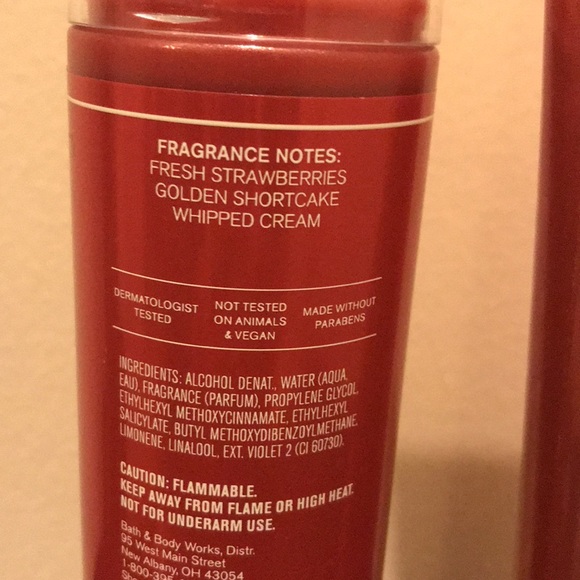 FRAGRANCE NOTES:
FRESH STRAWBERRIES
GOLDEN SHORTCAKE
WHIPPED CREAM
DERMATOLOGIST
TESTED
NOT TESTED
ON ANIMALS
& VEGAN
MADE WITHOUT
PARABENS
INGREDIENTS: ALCOHOL DENAT., WATER (AQUA,
EAU), FRAGRANCE (PARFUM), PROPYLENE GLYCOL,
ETHYLHEXYL METHOXYCINNAMATE, ETHYLHEXYL
SALICYLATE, BUTYL METHOXYDIBENZOYLMETHANE,
LIMONENE, LINALOOL, EXT. VIOLET 2 (CI 60730).
CAUTION: FLAMMABLE.
KEEP AWAY FROM FLAME OR HIGH HEAT.
NOT FOR UNDERARM USE.
Bath & Body Works, Distr.
95 West Main Street
New Albany, OH 43054
1-800-395